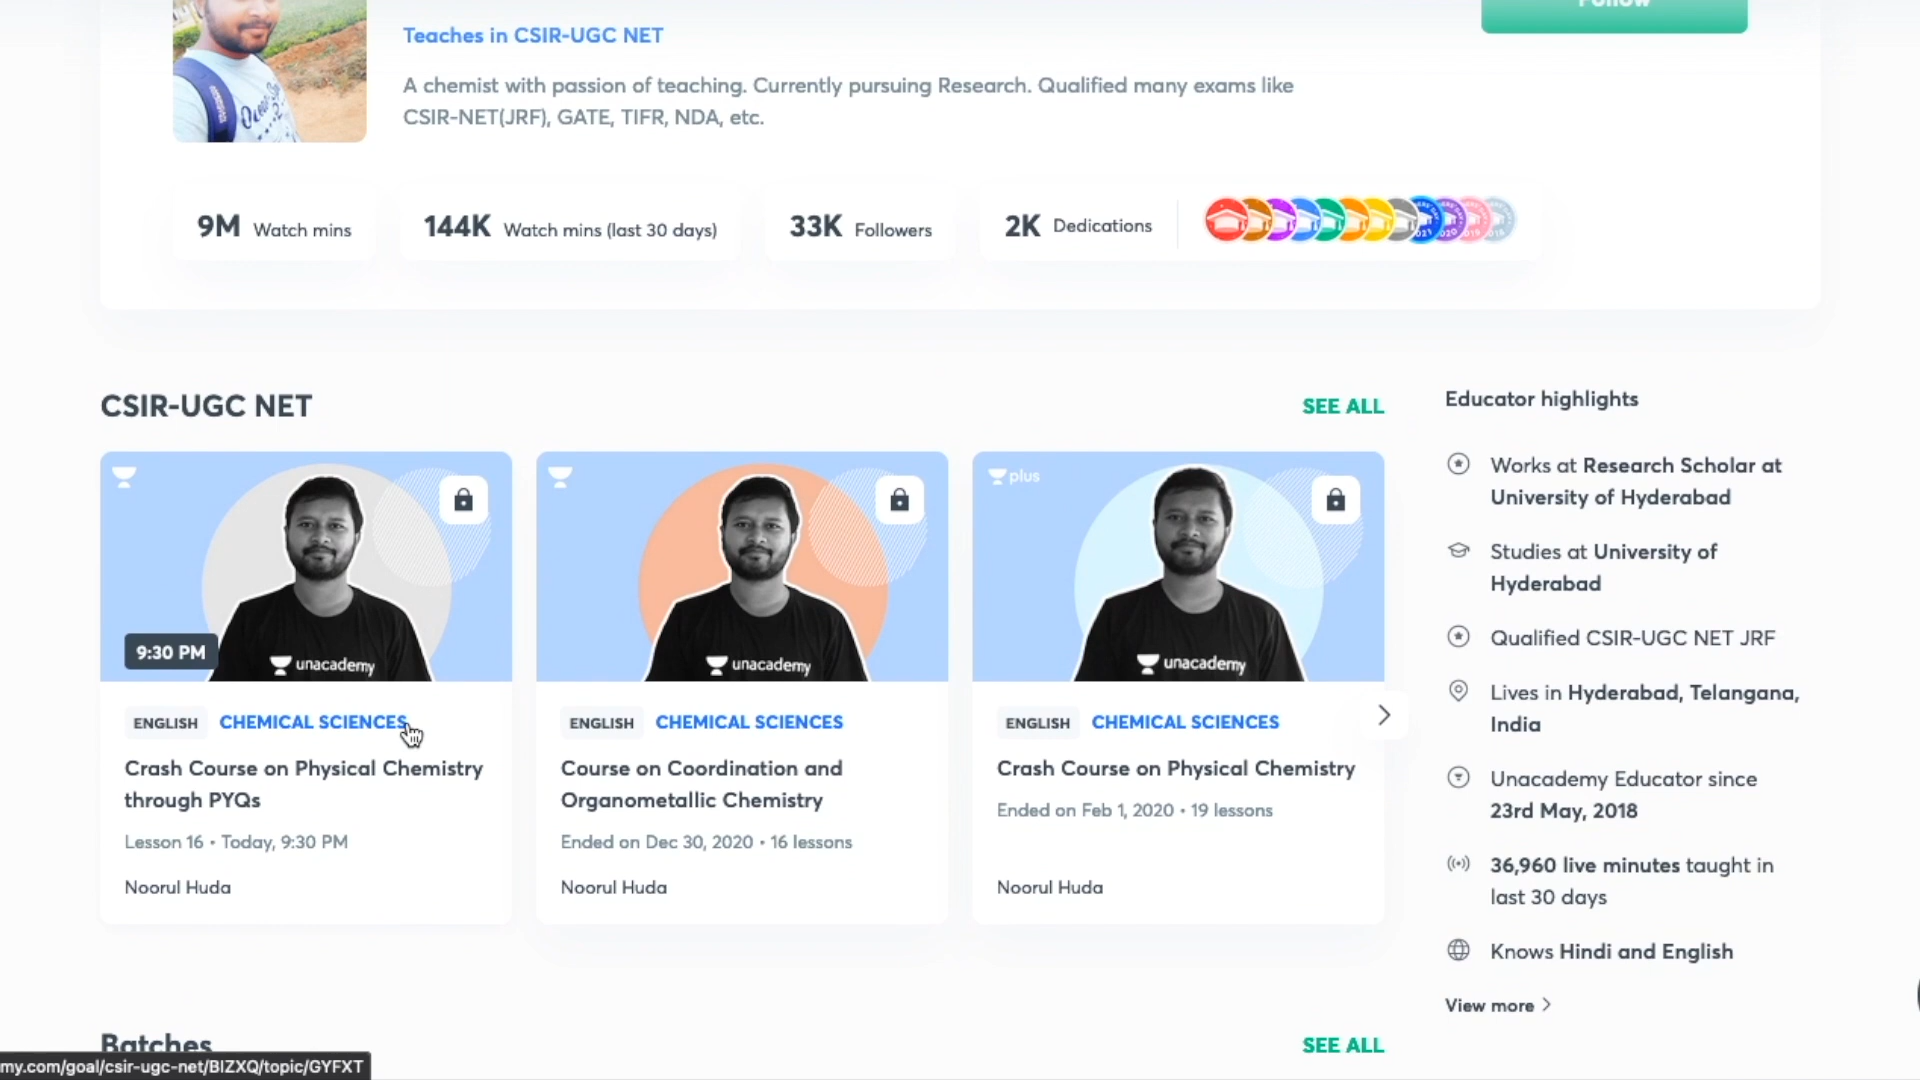 Follow
Teaches in CSIR-UGC NET
A chemist with passion of teaching. Currently pursuing Research. Qualified many exams like
CSIR-NET(JRF), GATE, TIFR, NDA, etc.
9M Watch mins
144K Watch mins (last 30 days)
33K Followers
2K Dedications
CSIR-UGC NET
SEE ALL
9:30 PM
unacademy
ENGLISH CHEMICAL SCIENCES
Crash Course on Physical Chemistry
through PYQs
Lesson 16 • Today, 9:30 PM
Noorul Huda
unacademy
ENGLISH CHEMICAL SCIENCES
Course on Coordination and
Organometallic Chemistry
Ended on Dec 30, 2020 • 16 lessons
Noorul Huda
plus
unacademy
ENGLISH CHEMICAL SCIENCES
Crash Course on Physical Chemistry
Ended on Feb 1, 2020 • 19 lessons
Noorul Huda
Educator highlights
Works at Research Scholar at
University of Hyderabad
Studies at University of
Hyderabad
Qualified CSIR-UGC NET JRF
Lives in Hyderabad, Telangana,
India
Unacademy Educator since
23rd May, 2018
36,960 live minutes taught in
last 30 days
Knows Hindi and English
View more
Batches
SEE ALL
my.com/goal/csir-ugc-net/BIZXQ/topic/GYFXT